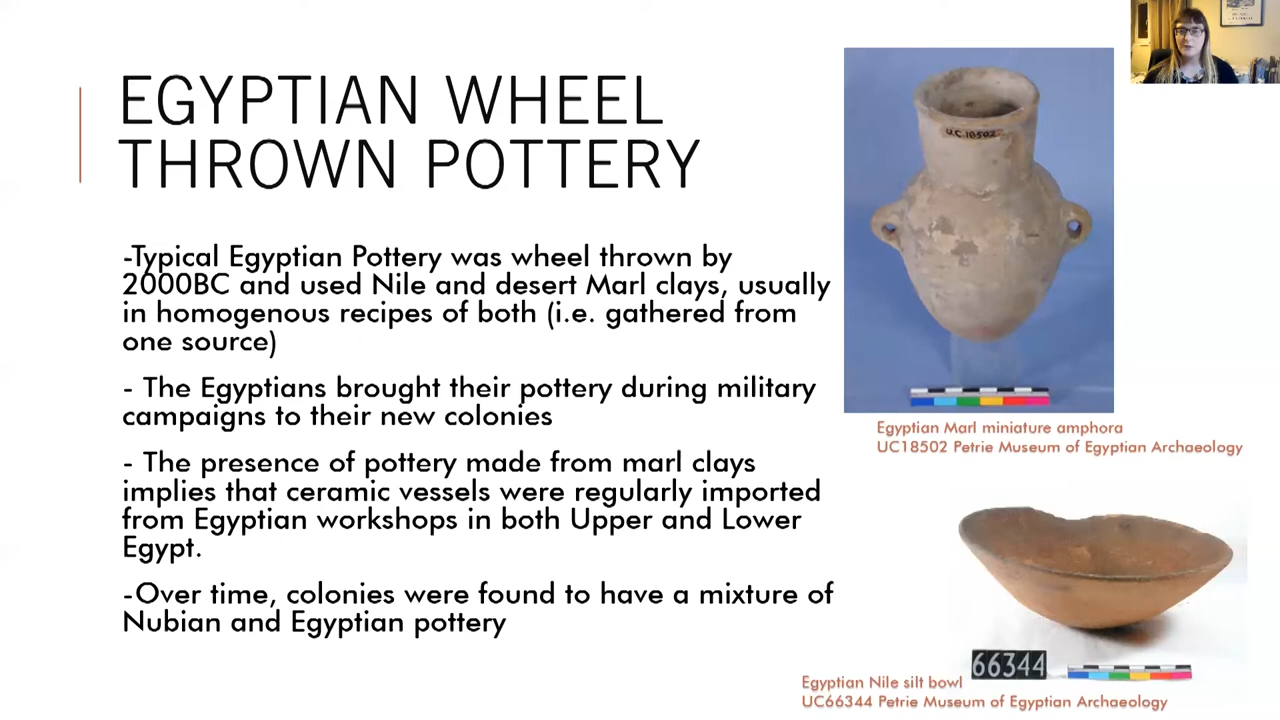 EGYPTIAN WHEEL
THROWN POTTERY
-Typical Egyptian Pottery was wheel thrown by
2000BC and used Nile and desert Marl clays, usually
in homogenous recipes of both (i.e. gathered from
one source)
- The Egyptians brought their pottery during military
campaigns to their new colonies
- The presence of pottery made from marl clays
implies that ceramic vessels were regularly imported
from Egyptian workshops in both Upper and Lower
Egypt.
-Over time, colonies were found to have a mixture of
Nubian and Egyptian pottery
U.C.18502
Egyptian Marl miniature amphora
UC18502 Petrie Museum of Egyptian Archaeology
66344
Egyptian Nile silt bowl
UC66344 Petrie Museum of Egyptian Archaeology